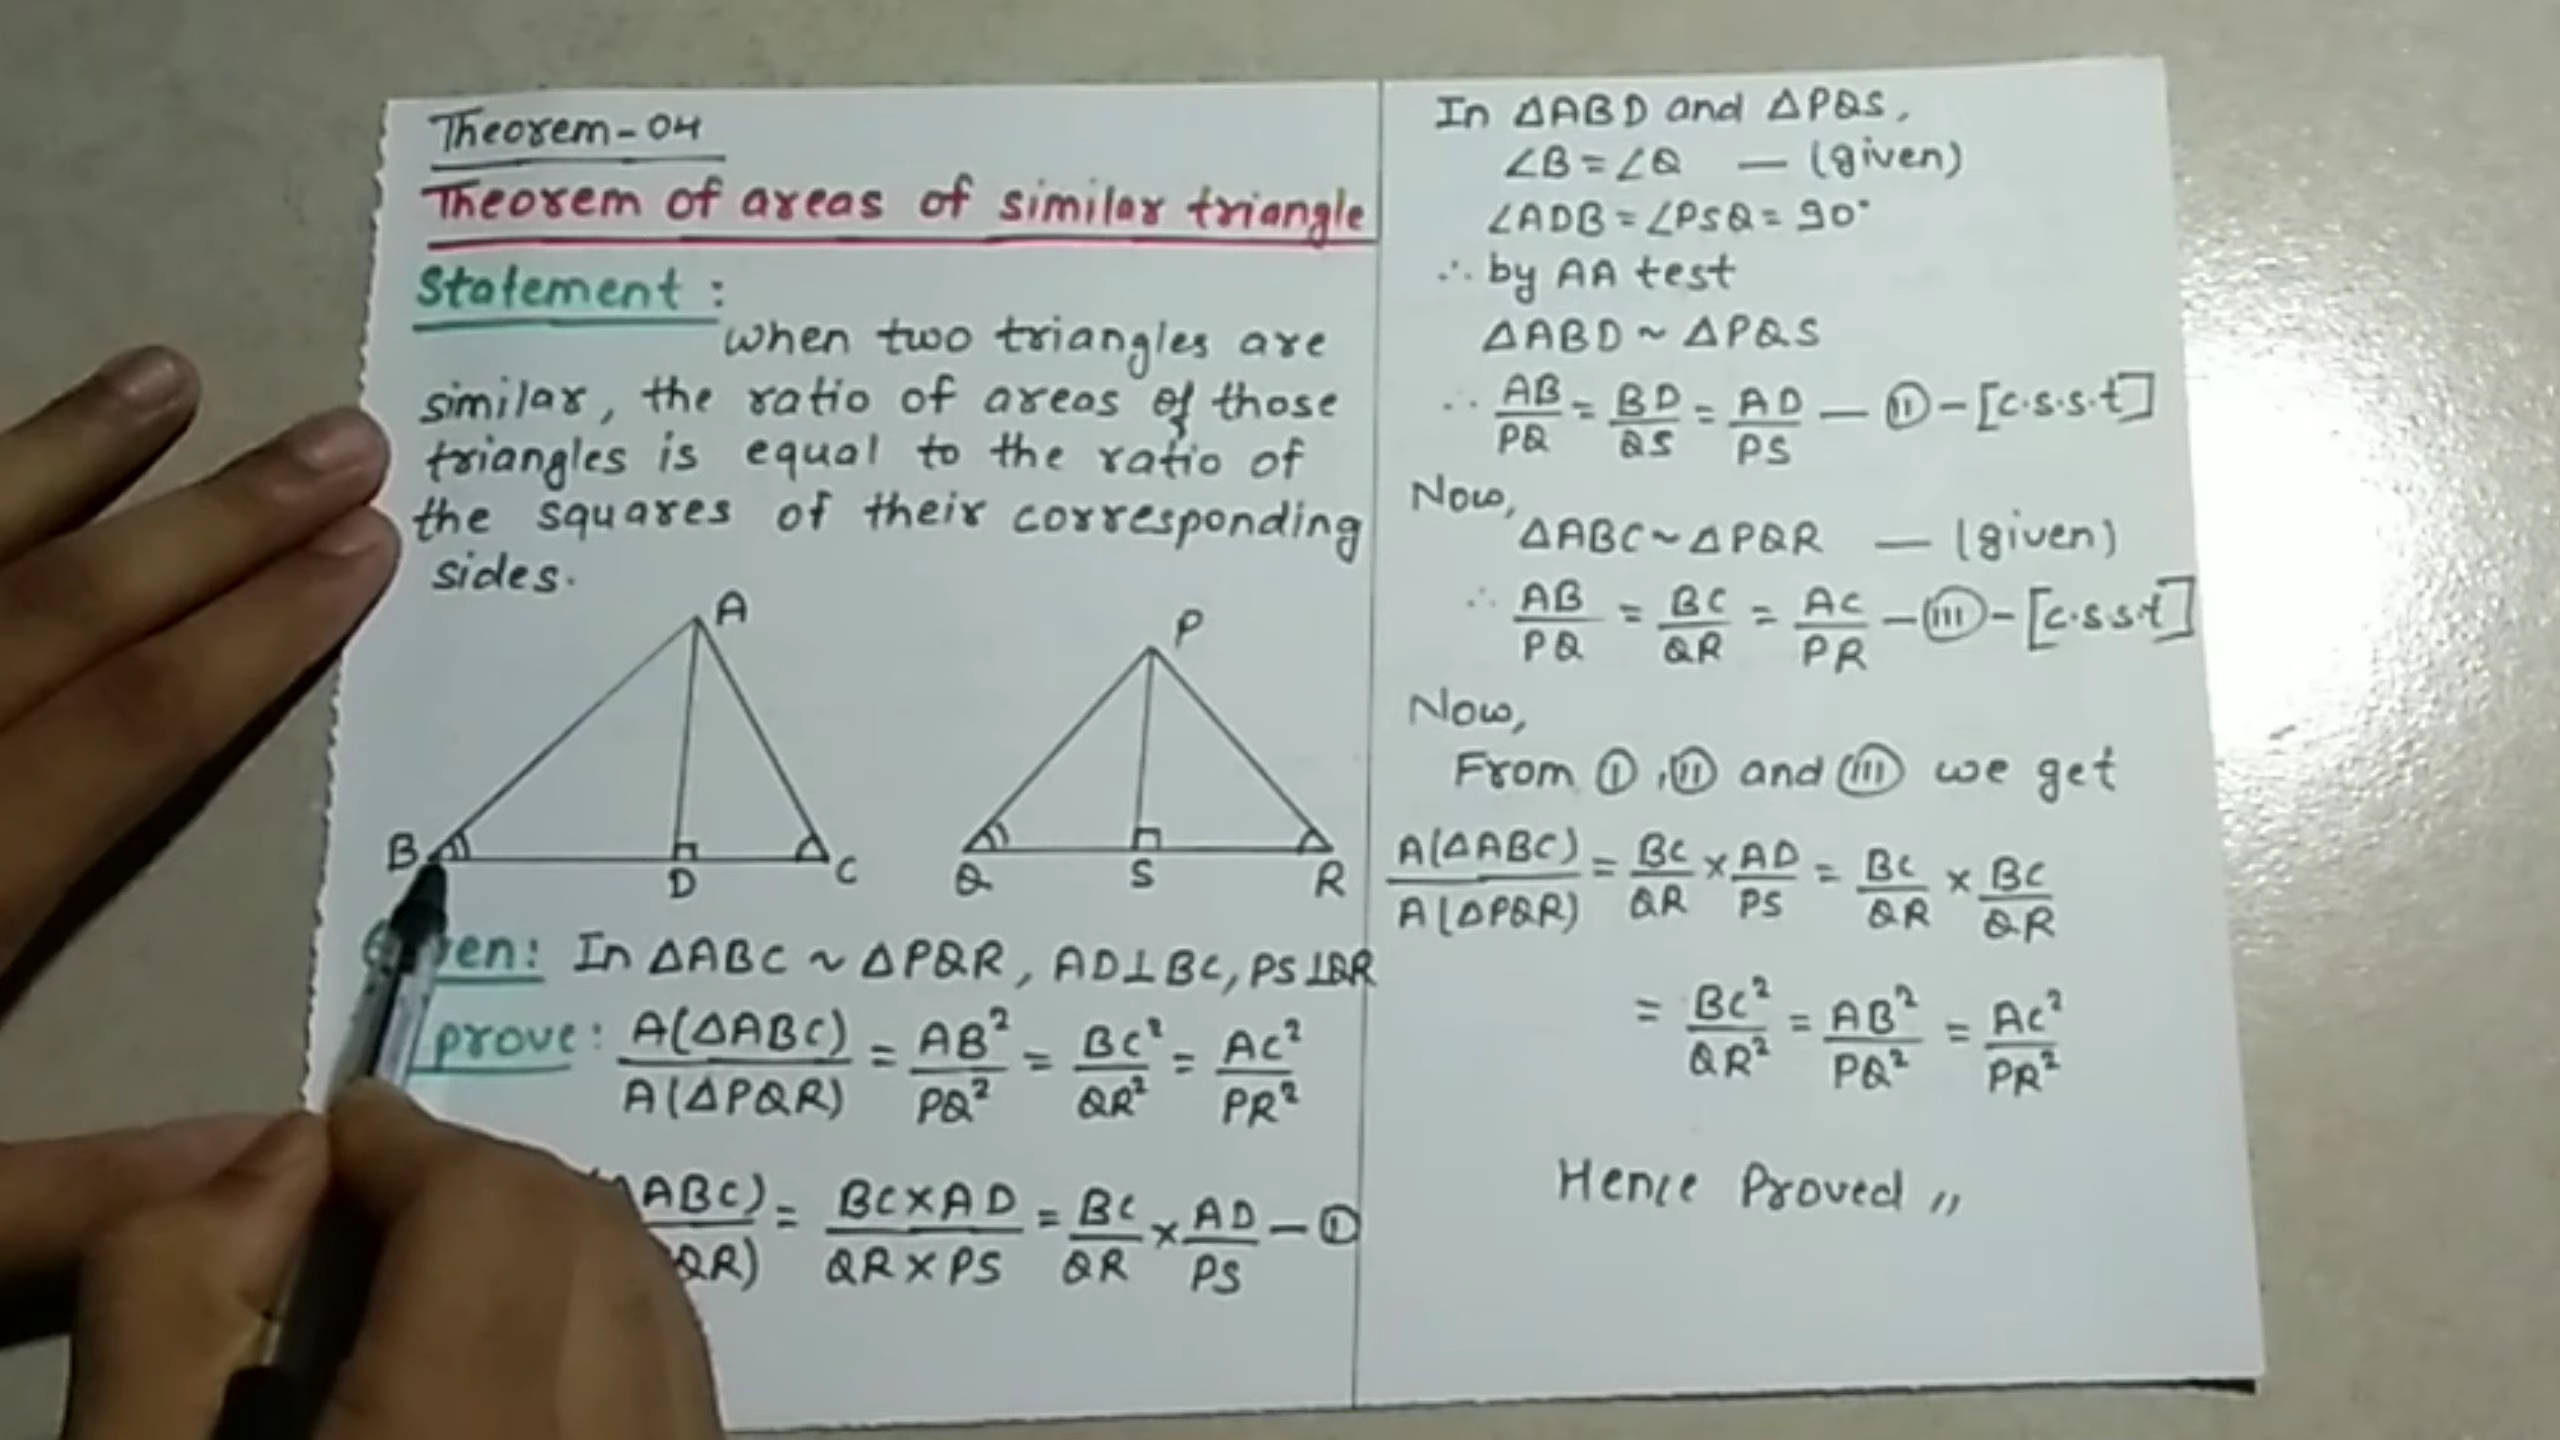 Theorem-04
Theorem of areas of similar triangle
Statement :
when two triangles are
similar, the ratio of areas of those
triangles is equal to the ratio of
the squares of their corresponding
sides.
A
P
B D C
Q S R
In ΔABC ~ ΔPQR, AD⊥BC, PS⊥QR
prove: A(ΔABC)/A(ΔPQR) = AB²/PQ² = BC²/QR² = AC²/PR²
ABC)/QR) = BC×AD/QR×PS = BC/QR × AD/PS — Ⓘ
In ΔABD and ΔPQS,
∠B = ∠Q — (given)
∠ADB = ∠PSQ = 90°
∴ by AA test
ΔABD ~ ΔPQS
∴ AB/PQ = BD/QS = AD/PS — (II) — [c.s.s.t]
Now,
ΔABC ~ ΔPQR — (given)
∴ AB/PQ = BC/QR = AC/PR — (III) — [c.s.s.t]
Now,
From (I), (II) and (III) we get
A(ΔABC)/A(ΔPQR) = BC/QR × AD/PS = BC/QR × BC/QR
= BC²/QR² = AB²/PQ² = AC²/PR²
Hence Proved ,,